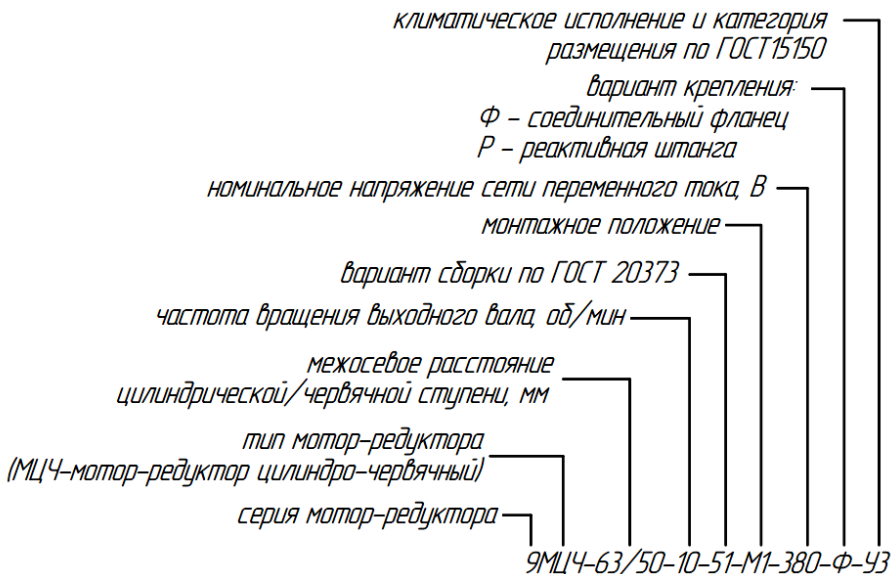 климатическое исполнение и категория
размещения по ГОСТ15150
вариант крепления:
Ф – соединительный фланец
Р – реактивная штанга
номинальное напряжение сети переменного тока, В
монтажное положение
вариант сборки по ГОСТ 20373
частота вращения выходного вала, об/мин
межосевое расстояние
цилиндрической/червячной ступени, мм
тип мотор-редуктора
(МЦЧ-мотор-редуктор цилиндро-червячный)
серия мотор-редуктора
9МЦЧ-63/50-10-51-М1-380-Ф-У3